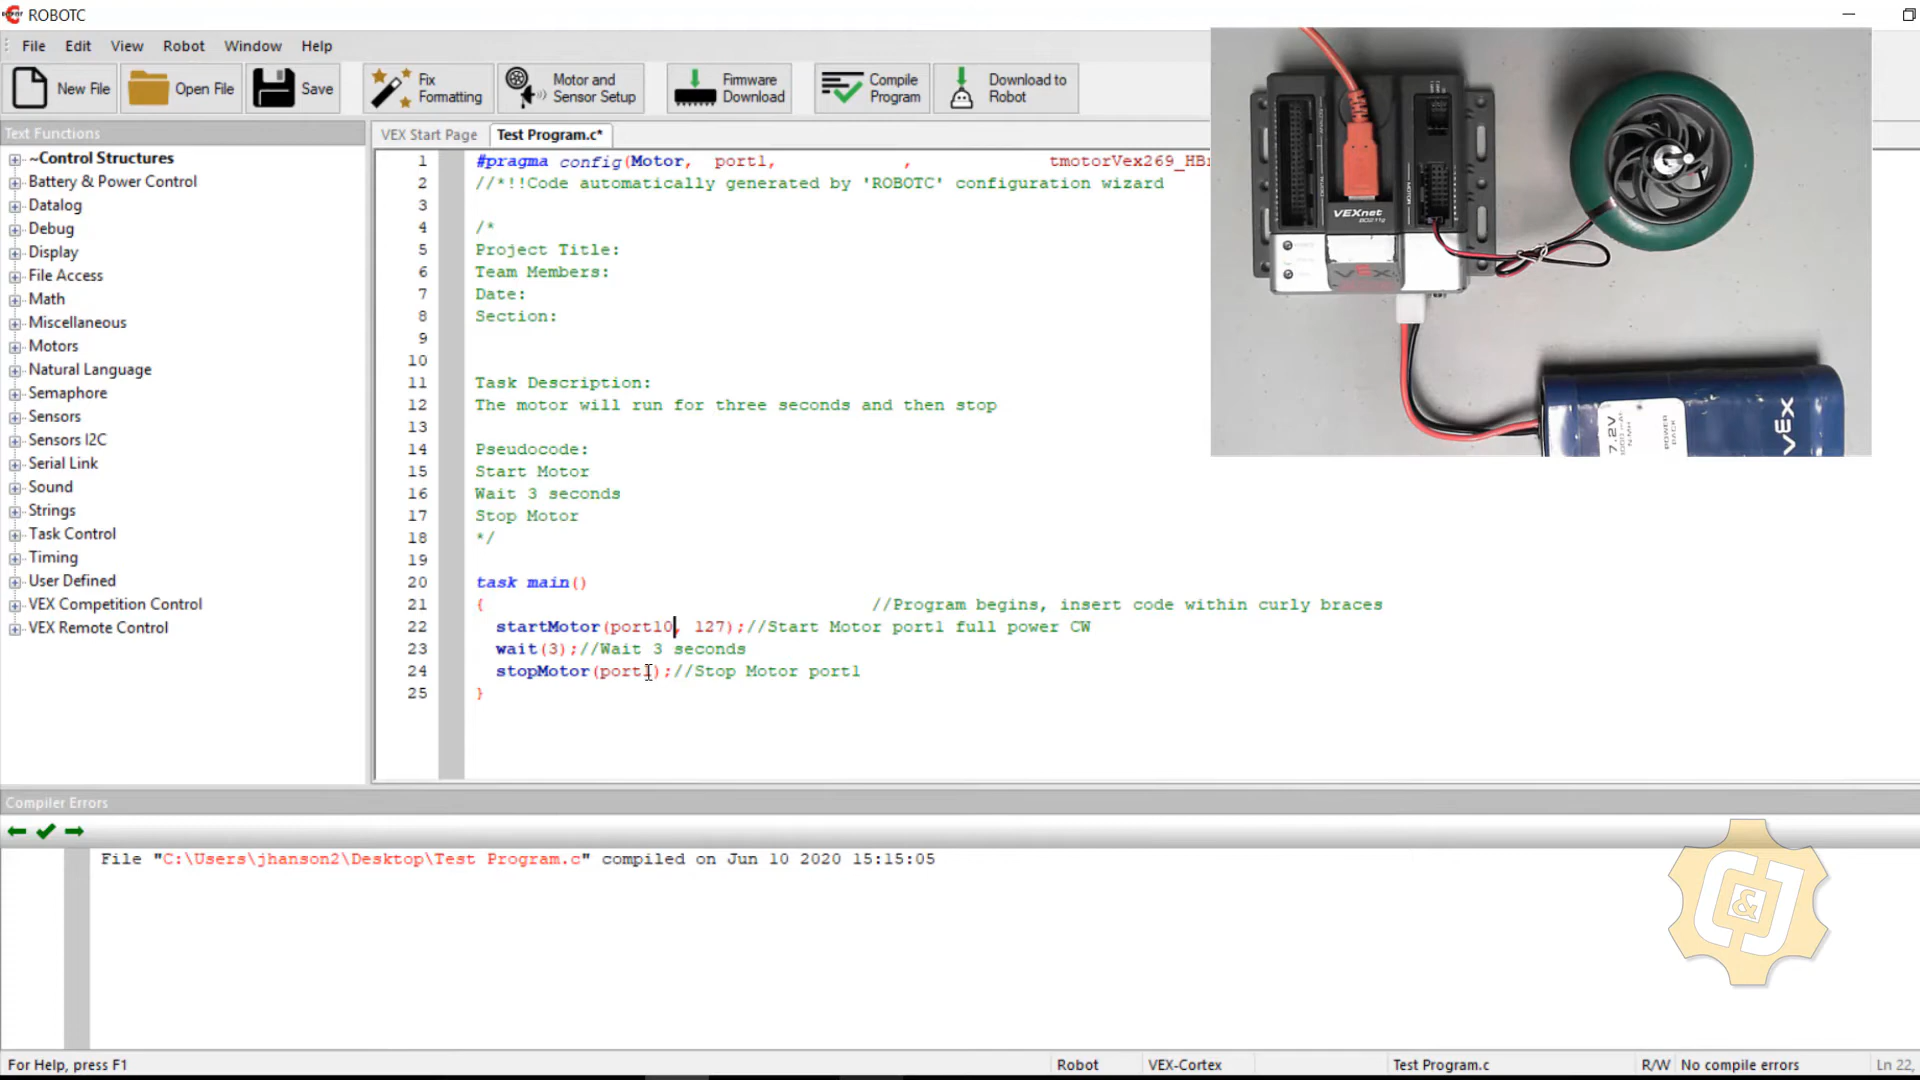 ROBOTC
File Edit View Robot Window Help
New File Open File Save Fix Formatting Motor and Sensor Setup Firmware Download Compile Program Download to Robot
Text Functions
~Control Structures
Battery & Power Control
Datalog
Debug
Display
File Access
Math
Miscellaneous
Motors
Natural Language
Semaphore
Sensors
Sensors I2C
Serial Link
Sound
Strings
Task Control
Timing
User Defined
VEX Competition Control
VEX Remote Control
VEX Start Page Test Program.c*
1 #pragma config(Motor, port1, , tmotorVex269_HBr
2 //*!!Code automatically generated by 'ROBOTC' configuration wizard
3
4 /*
5 Project Title:
6 Team Members:
7 Date:
8 Section:
9
10
11 Task Description:
12 The motor will run for three seconds and then stop
13
14 Pseudocode:
15 Start Motor
16 Wait 3 seconds
17 Stop Motor
18 */
19
20 task main()
21 { //Program begins, insert code within curly braces
22 startMotor(port10, 127);//Start Motor port1 full power CW
23 wait(3);//Wait 3 seconds
24 stopMotor(port1);//Stop Motor port1
25 }
VEXnet
VEX
7.2V
POWER PACK
VEX
Compiler Errors
File "C:\Users\jhanson2\Desktop\Test Program.c" compiled on Jun 10 2020 15:15:05
C&J
For Help, press F1 Robot VEX-Cortex Test Program.c R/W No compile errors Ln 22,